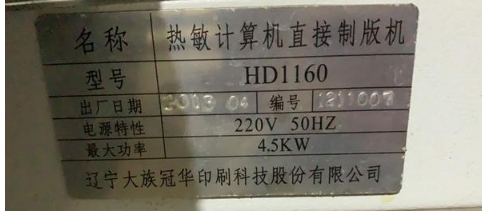 名称 热敏计算机直接制版机
型号 HD1160
出厂日期 2013 04 编号 1211007
电源特性 220V 50HZ
最大功率 4.5KW
辽宁大族冠华印刷科技股份有限公司